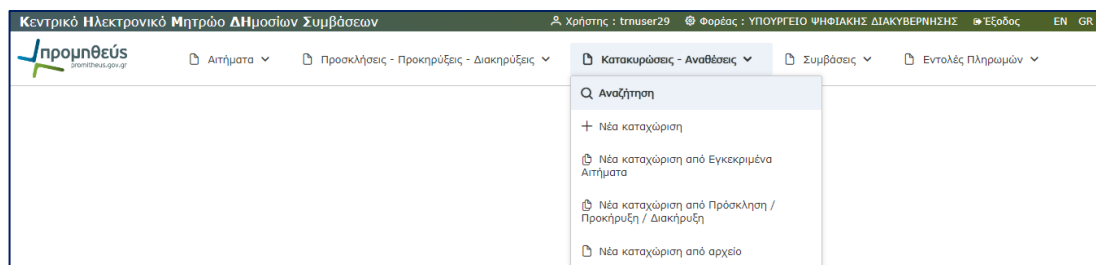 Κεντρικό Ηλεκτρονικό Μητρώο ΔΗμοσίων Συμβάσεων Χρήστης : trnuser29 Φορέας : ΥΠΟΥΡΓΕΙΟ ΨΗΦΙΑΚΗΣ ΔΙΑΚΥΒΕΡΝΗΣΗΣ Έξοδος EN GR
προμηθεύς
promitheus.gov.gr
Αιτήματα Προσκλήσεις - Προκηρύξεις - Διακηρύξεις Κατακυρώσεις - Αναθέσεις Συμβάσεις Εντολές Πληρωμών
Αναζήτηση
Νέα καταχώριση
Νέα καταχώριση από Εγκεκριμένα
Αιτήματα
Νέα καταχώριση από Πρόσκληση /
Προκήρυξη / Διακήρυξη
Νέα καταχώριση από αρχείο